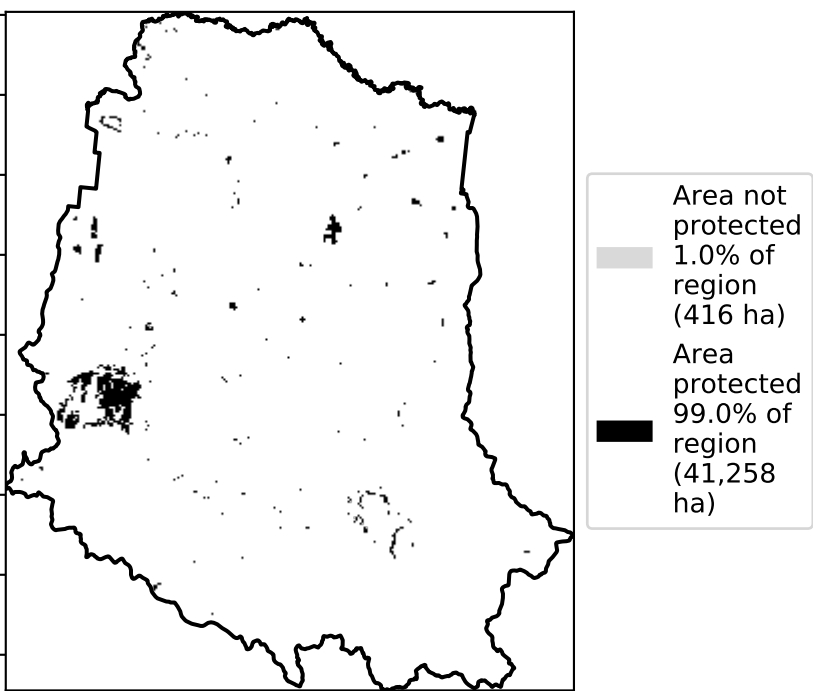 Area not
protected
1.0% of
region
(416 ha)
Area
protected
99.0% of
region
(41,258
ha)